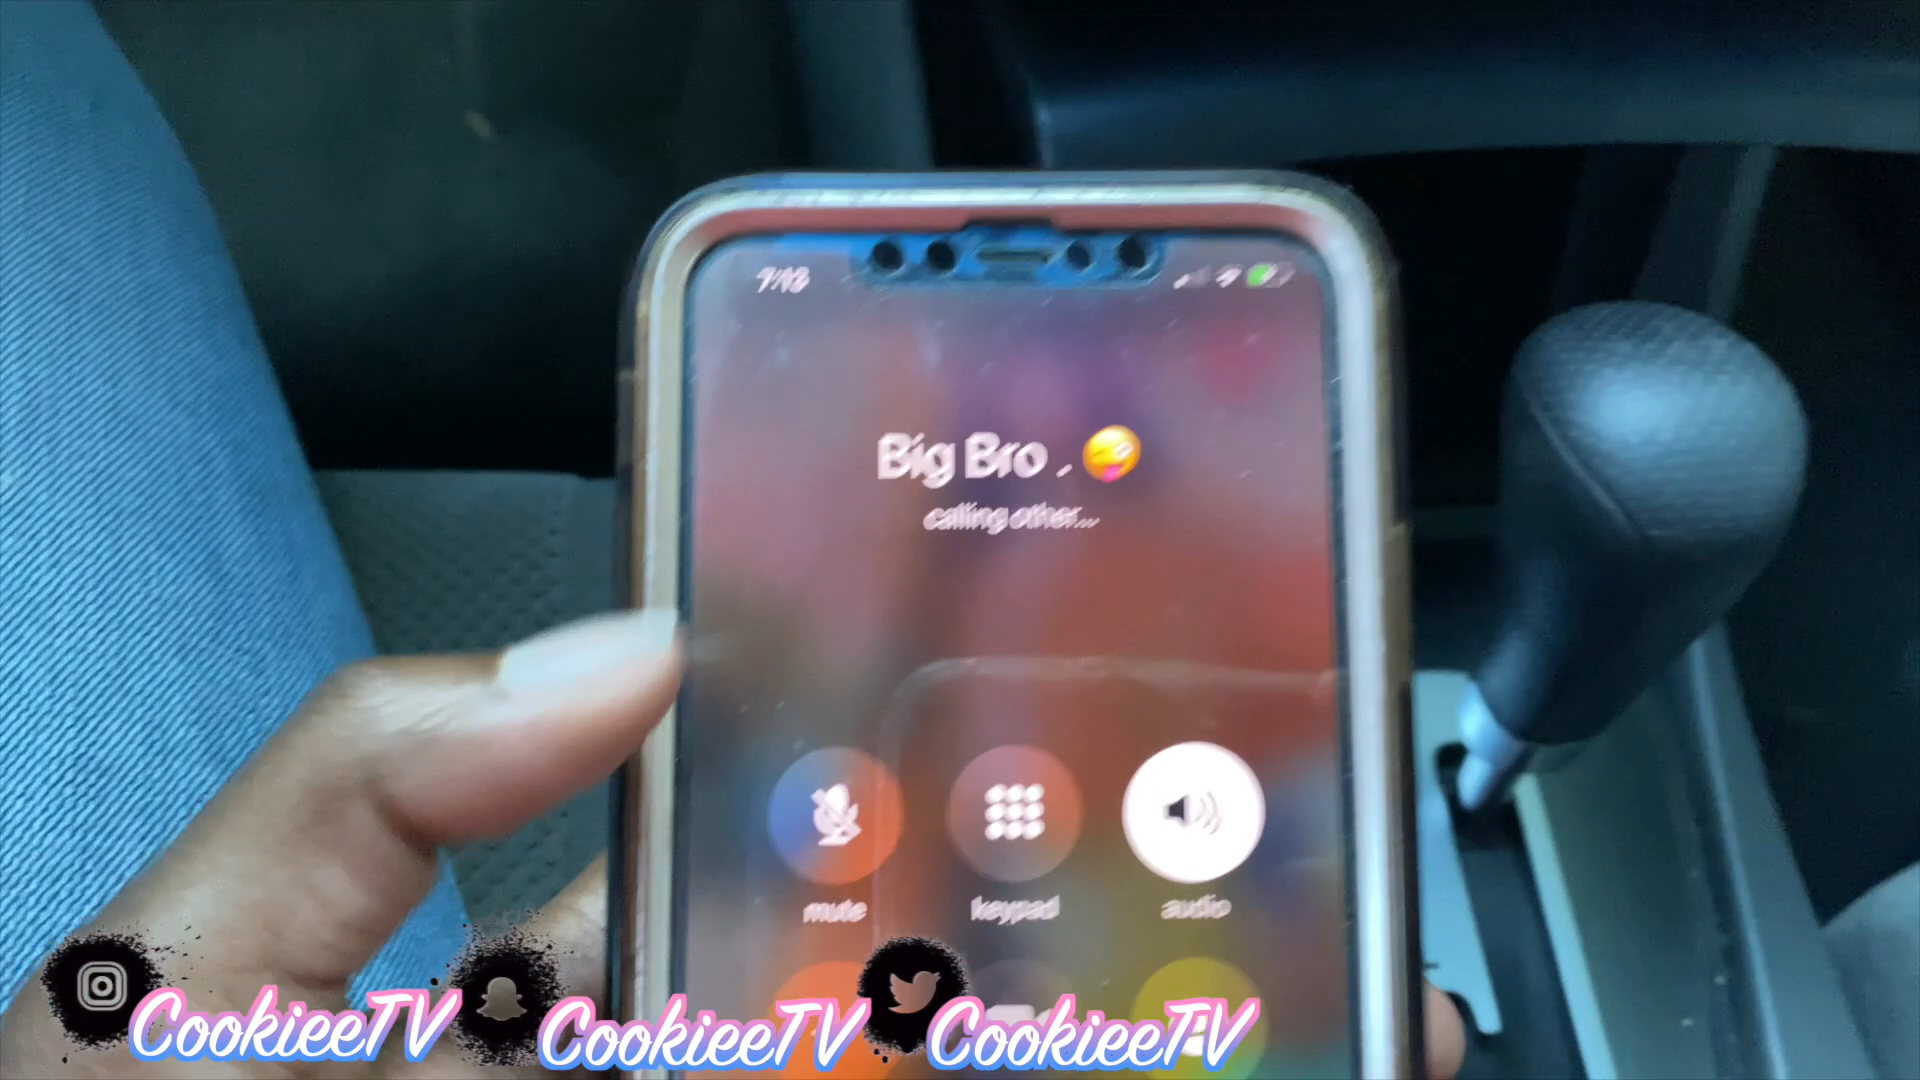 Big Bro . 😜
calling other...
mute keypad audio
CookieeTV CookieeTV CookieeTV